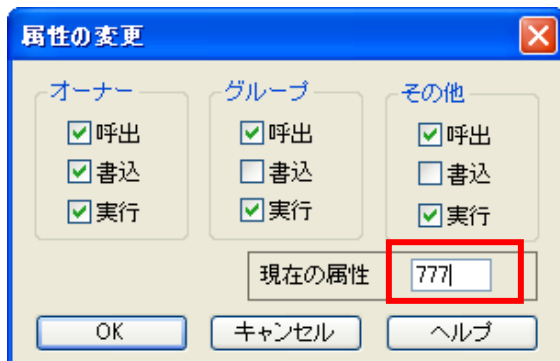 属性の変更
オーナー グループ その他
呼出 呼出 呼出
書込 書込 書込
実行 実行 実行
現在の属性 777
OK キャンセル ヘルプ